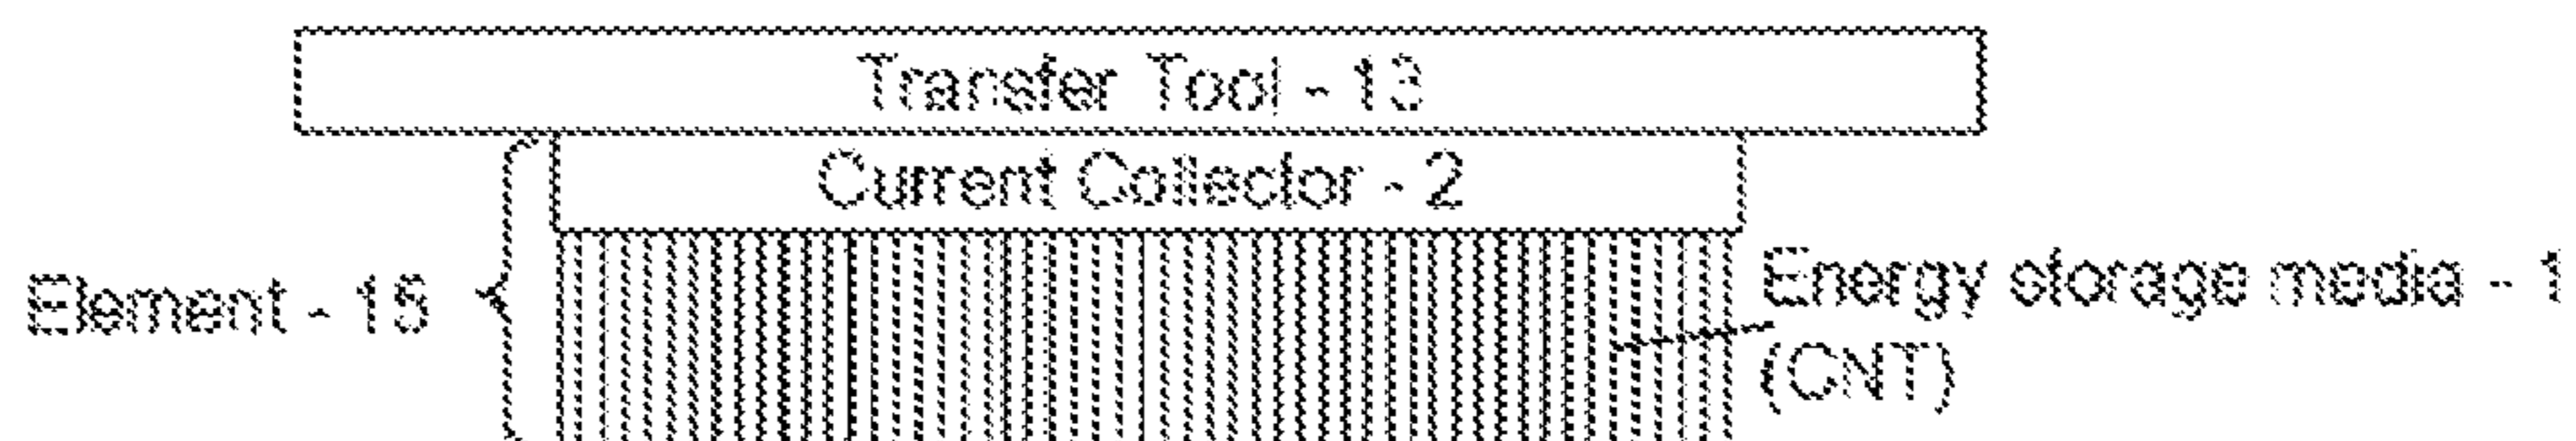 Transfer Tool - 13
Current Collector - 2
Element - 15
Energy storage media - 1
(CNT)